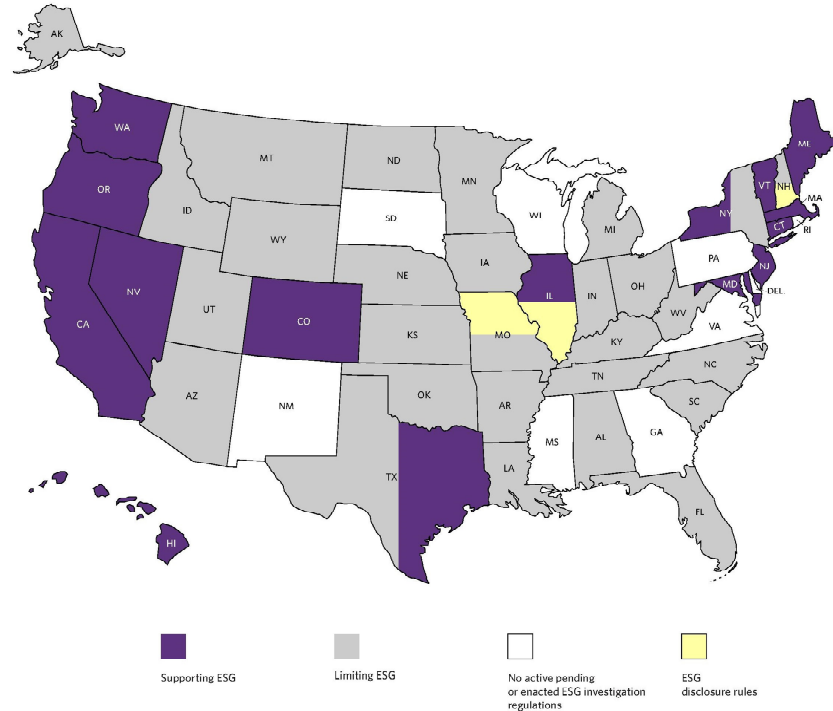 AK
WA
MT
ND
MN
ME
OR
ID
SD
WI
VT
NH
MA
NY
WY
MI
CT
RI
IA
PA
NJ
NE
NV
IL
IN
OH
MD
DEL
UT
CA
CO
WV
VA
KS
MO
KY
NC
AZ
OK
TN
NM
AR
SC
MS
AL
GA
TX
LA
FL
HI
Supporting ESG
Limiting ESG
No active pending
or enacted ESG investigation
regulations
ESG
disclosure rules